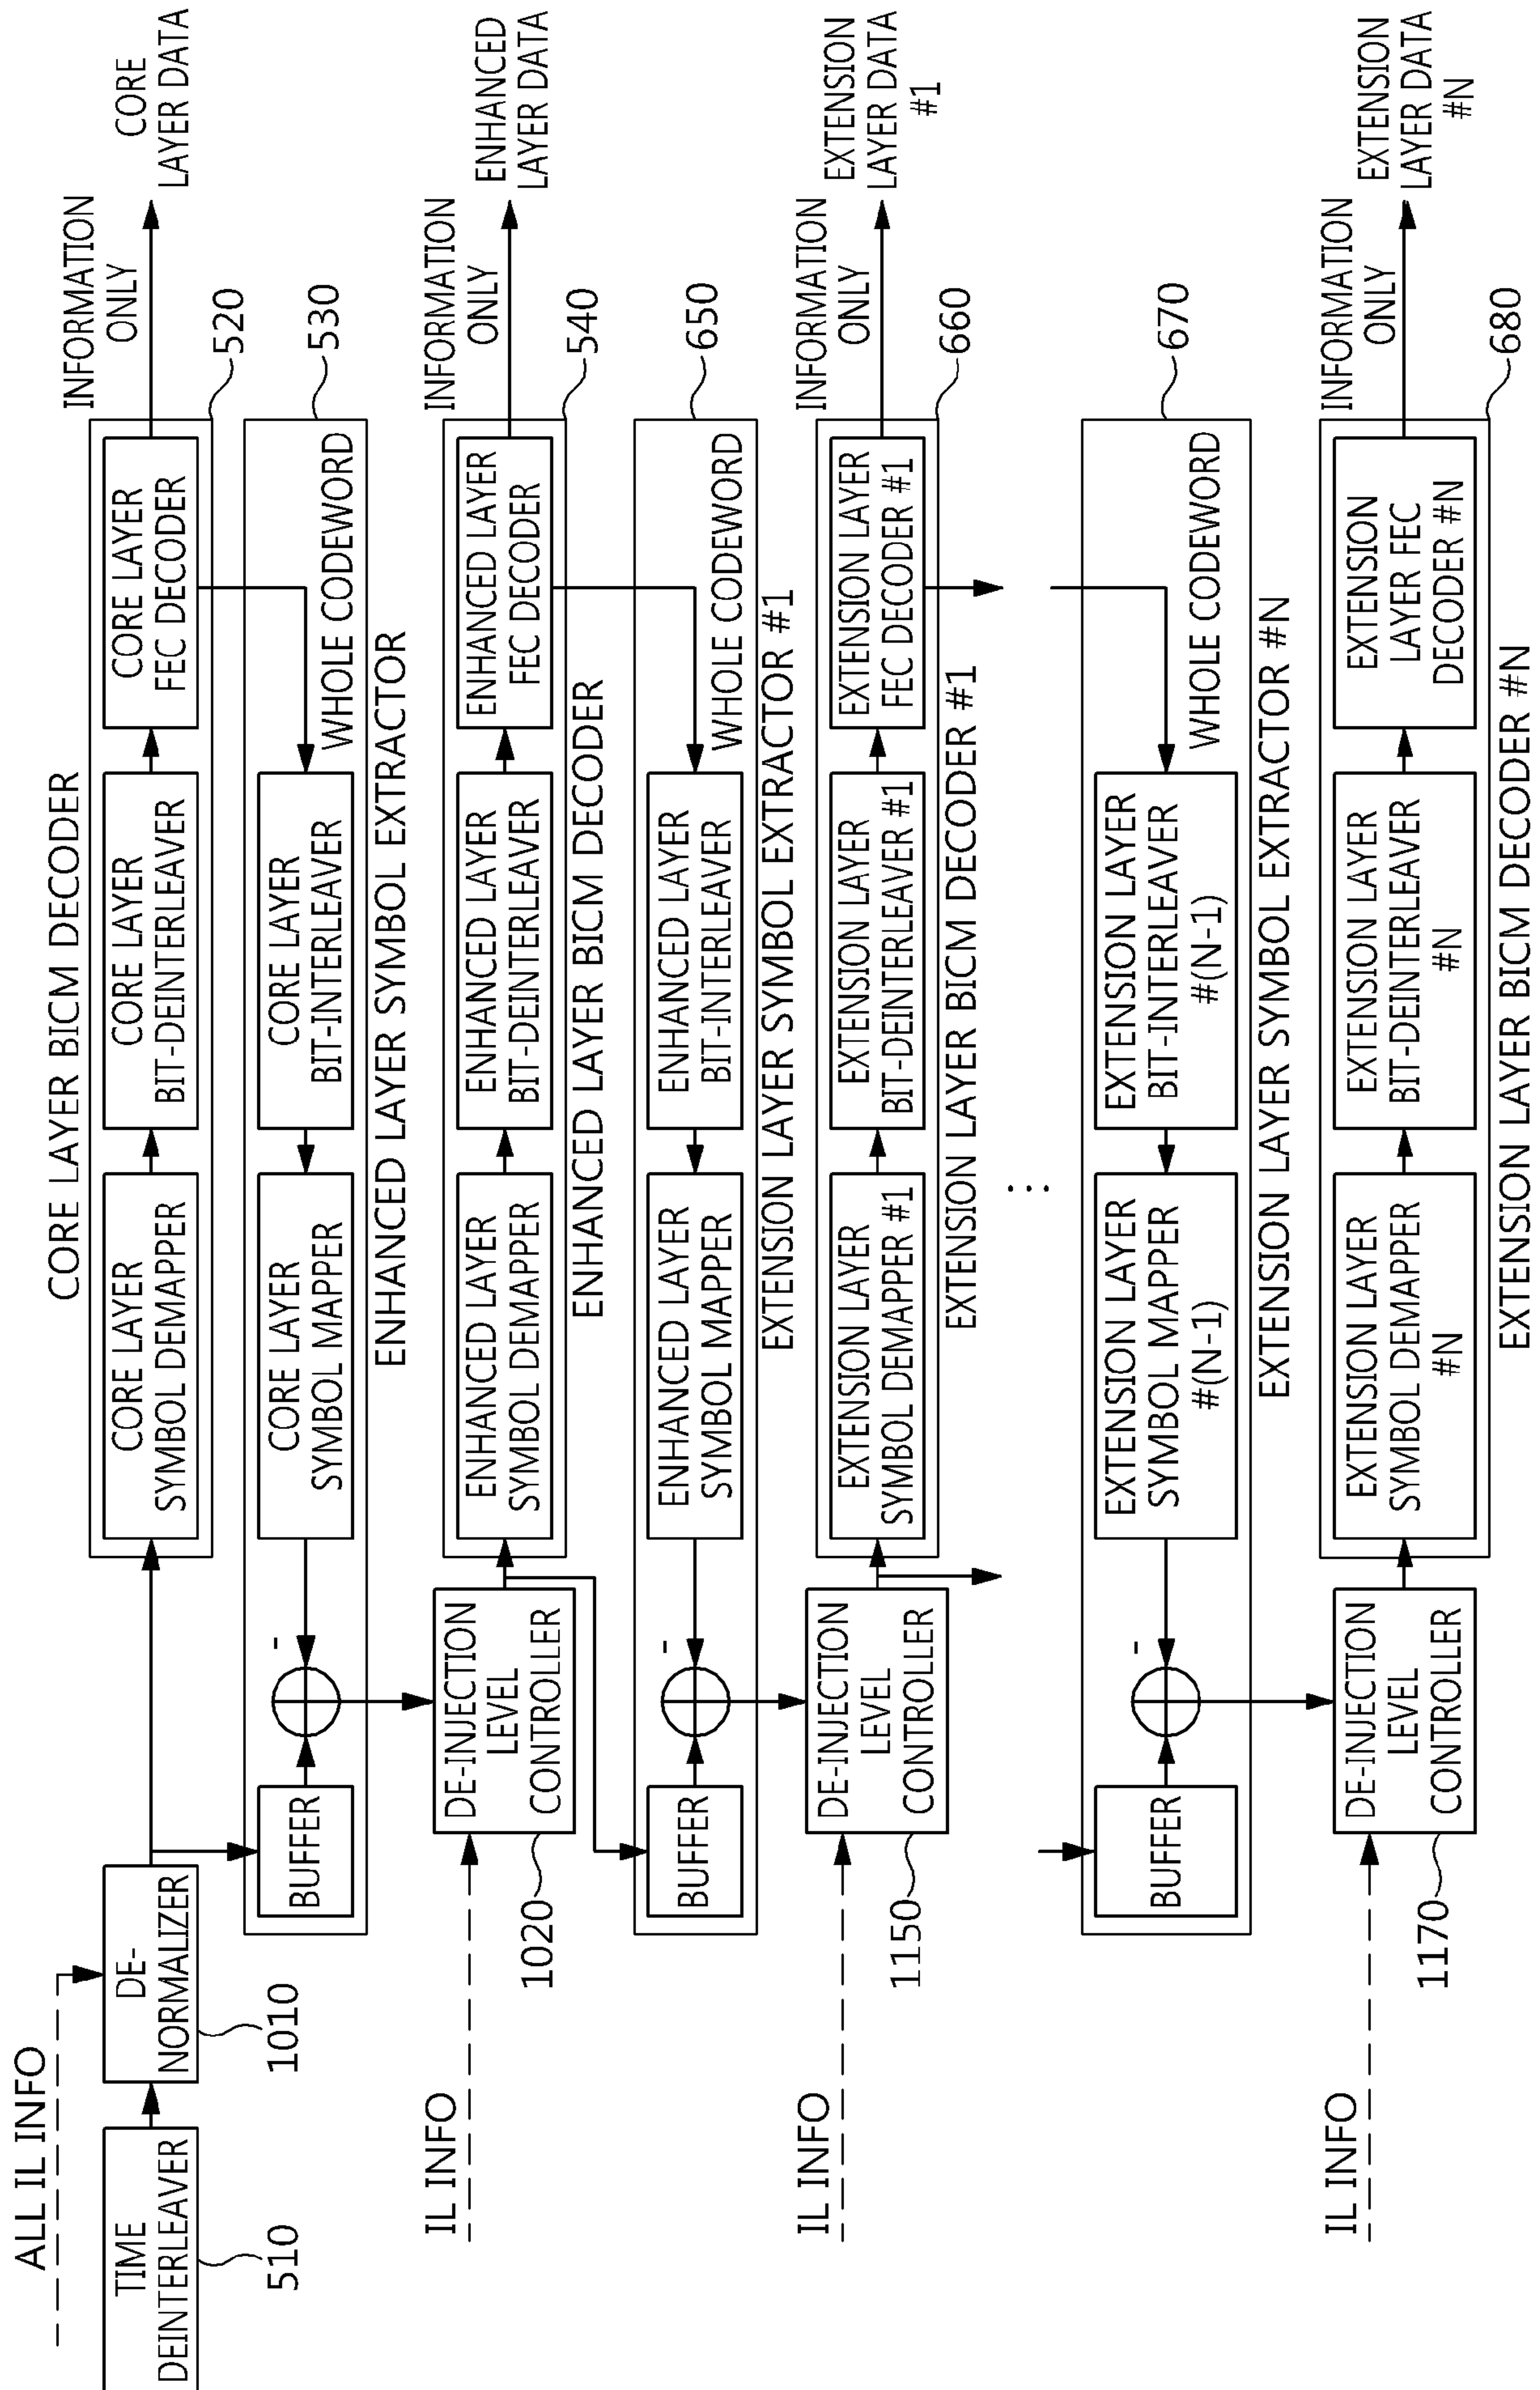 ALL IL INFO
TIME
DEINTERLEAVER
510
DE-
NORMALIZER
1010
CORE LAYER BICM DECODER
CORE LAYER
SYMBOL DEMAPPER
CORE LAYER
BIT-DEINTERLEAVER
CORE LAYER
FEC DECODER
INFORMATION
ONLY
CORE
LAYER DATA
520
BUFFER
-
CORE LAYER
SYMBOL MAPPER
CORE LAYER
BIT-INTERLEAVER
WHOLE CODEWORD
530
ENHANCED LAYER SYMBOL EXTRACTOR
IL INFO
DE-INJECTION
LEVEL
CONTROLLER
1020
ENHANCED LAYER
SYMBOL DEMAPPER
ENHANCED LAYER
BIT-DEINTERLEAVER
ENHANCED LAYER
FEC DECODER
INFORMATION
ONLY
ENHANCED
LAYER DATA
540
ENHANCED LAYER BICM DECODER
BUFFER
-
ENHANCED LAYER
SYMBOL MAPPER
ENHANCED LAYER
BIT-INTERLEAVER
WHOLE CODEWORD
650
EXTENSION LAYER SYMBOL EXTRACTOR #1
IL INFO
DE-INJECTION
LEVEL
CONTROLLER
1150
EXTENSION LAYER
SYMBOL DEMAPPER #1
EXTENSION LAYER
BIT-DEINTERLEAVER #1
EXTENSION LAYER
FEC DECODER #1
INFORMATION
ONLY
EXTENSION
LAYER DATA
#1
660
EXTENSION LAYER BICM DECODER #1
...
BUFFER
-
EXTENSION LAYER
SYMBOL MAPPER
#(N-1)
EXTENSION LAYER
BIT-INTERLEAVER
#(N-1)
WHOLE CODEWORD
670
EXTENSION LAYER SYMBOL EXTRACTOR #N
IL INFO
DE-INJECTION
LEVEL
CONTROLLER
1170
EXTENSION LAYER
SYMBOL DEMAPPER
#N
EXTENSION LAYER
BIT-DEINTERLEAVER
#N
EXTENSION
LAYER FEC
DECODER #N
INFORMATION
ONLY
EXTENSION
LAYER DATA
#N
680
EXTENSION LAYER BICM DECODER #N